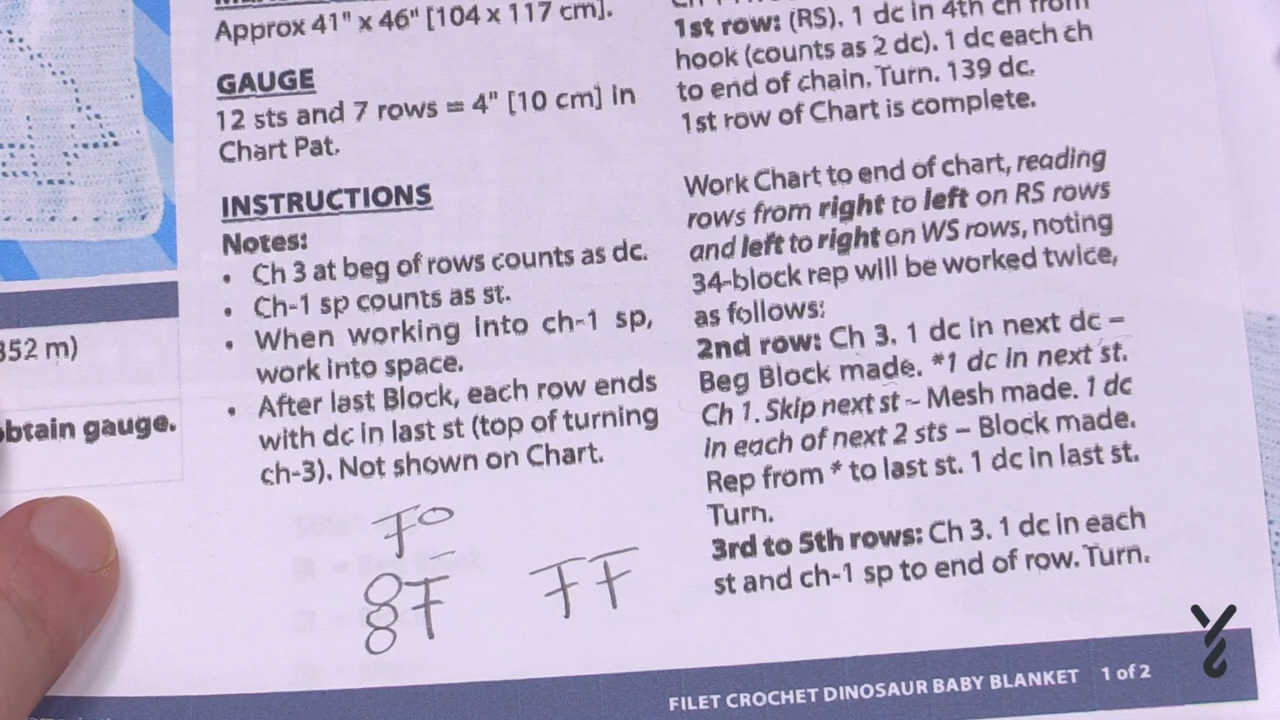 Approx 41" x 46" [104 x 117 cm].
GAUGE
12 sts and 7 rows = 4" [10 cm] in
Chart Pat.
INSTRUCTIONS
Notes:
• Ch 3 at beg of rows counts as dc.
• Ch-1 sp counts as st.
• When working into ch-1 sp,
work into space.
• After last Block, each row ends
with dc in last st (top of turning
ch-3). Not shown on Chart.
352 m)
obtain gauge.
1st row: (RS). 1 dc in 4th ch from
hook (counts as 2 dc). 1 dc each ch
to end of chain. Turn. 139 dc.
1st row of Chart is complete.
Work Chart to end of chart, reading
rows from right to left on RS rows
and left to right on WS rows, noting
34-block rep will be worked twice,
as follows:
2nd row: Ch 3. 1 dc in next dc –
Beg Block made. *1 dc in next st.
Ch 1. Skip next st – Mesh made. 1 dc
in each of next 2 sts – Block made.
Rep from * to last st. 1 dc in last st.
Turn.
3rd to 5th rows: Ch 3. 1 dc in each
st and ch-1 sp to end of row. Turn.
FILET CROCHET DINOSAUR BABY BLANKET 1 of 2